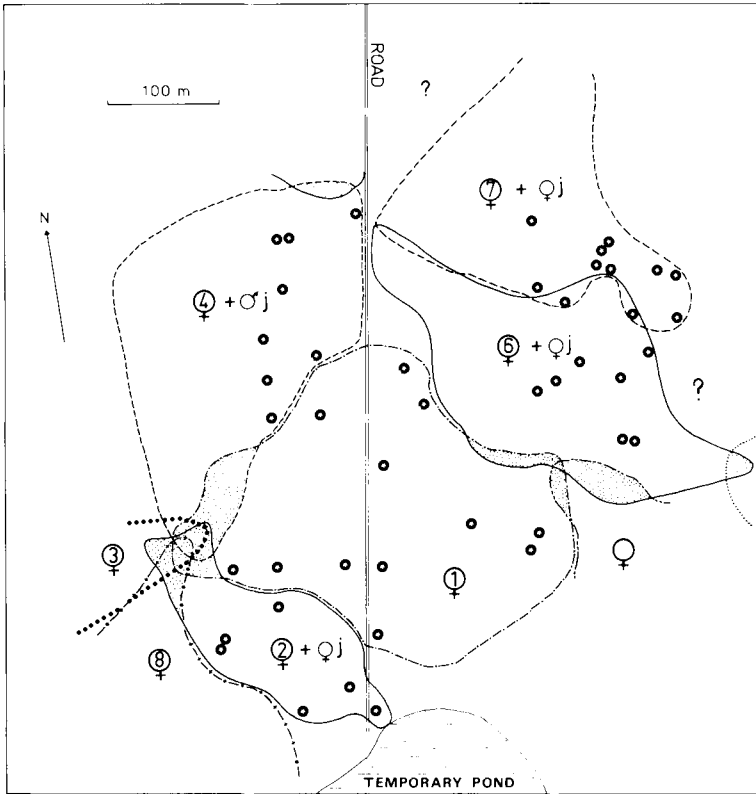 ROAD
?
100 m
7 + ♀ j
N
4 + ♂ j
6 + ♀ j
?
3
1
2 + ♀ j
8
TEMPORARY POND